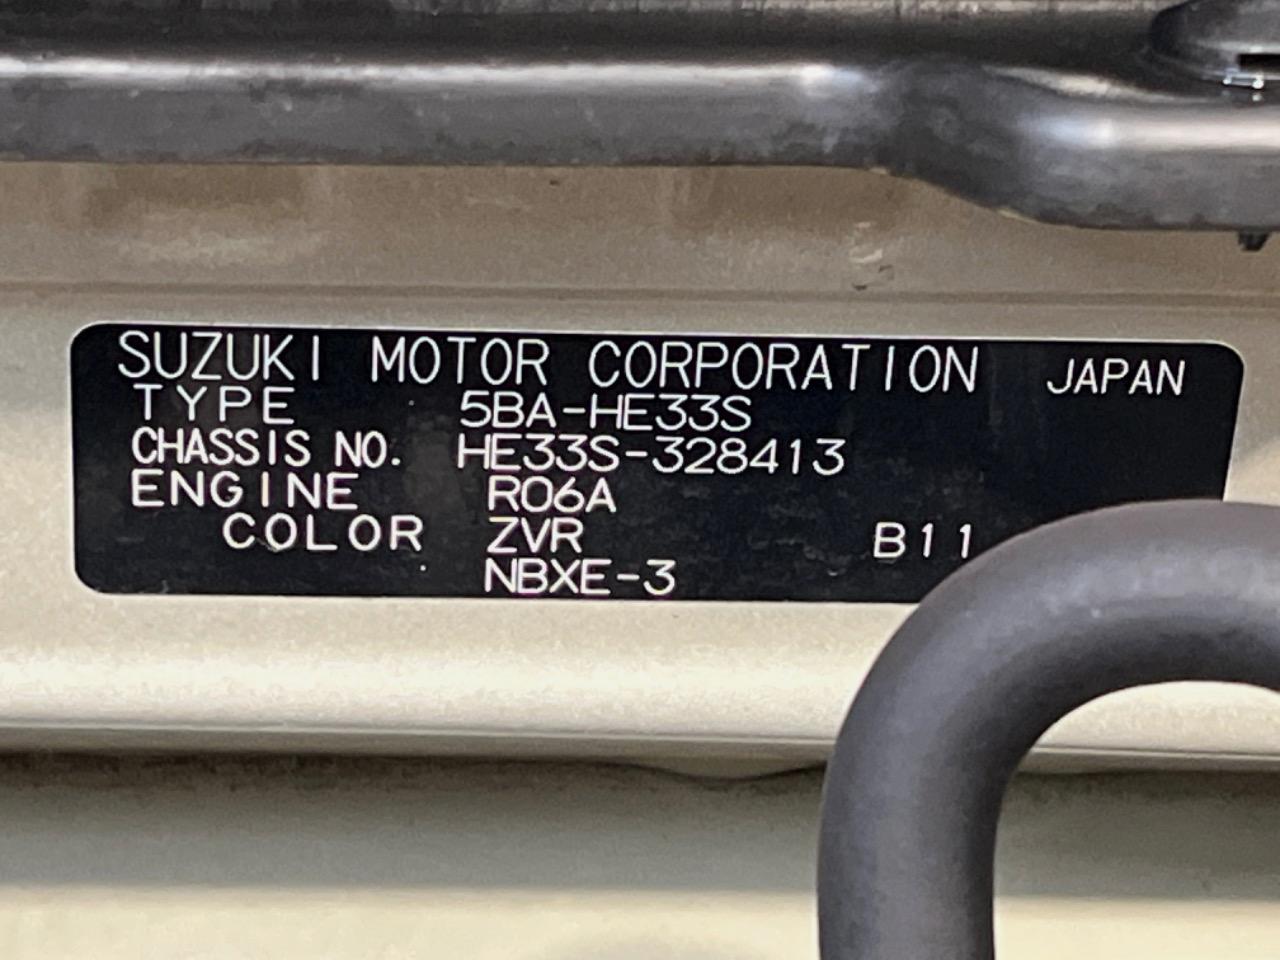 SUZUKI MOTOR CORPORATION JAPAN
TYPE 5BA-HE33S
CHASSIS NO. HE33S-328413
ENGINE R06A
COLOR ZVR B11
NBXE-3